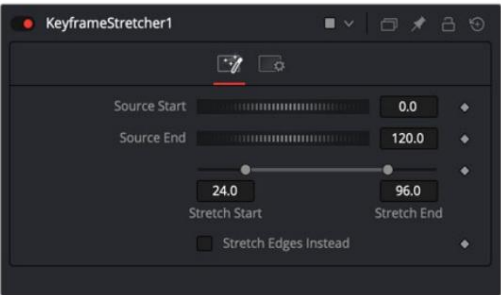 KeyframeStretcher1
Source Start 0.0
Source End 120.0
24.0 96.0
Stretch Start Stretch End
Stretch Edges Instead